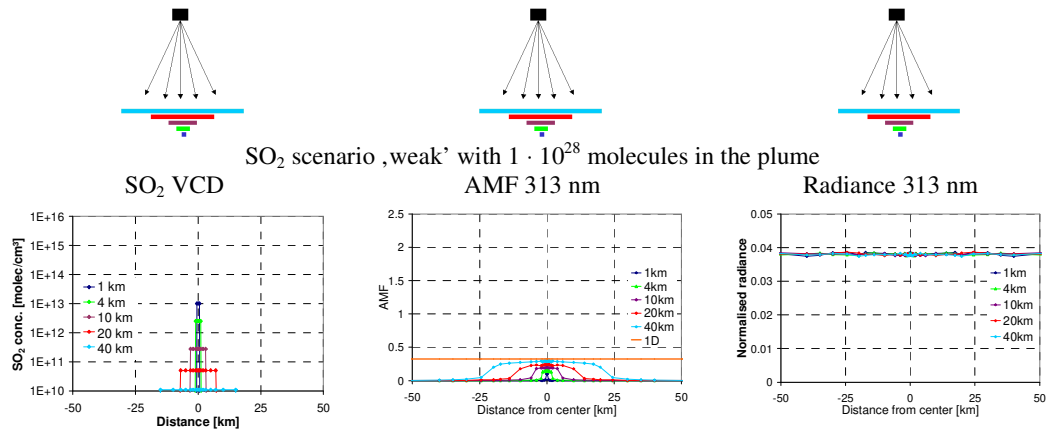 SO₂ scenario ‚weak' with 1 · 10²⁸ molecules in the plume
SO₂ VCD
AMF 313 nm
Radiance 313 nm
SO₂ conc. [molec/cm³]
1E+16
1E+15
1E+14
1E+13
1E+12
1E+11
1E+10
1 km
4 km
10 km
20 km
40 km
-50
-25
0
25
50
Distance [km]
AMF
2.5
2
1.5
1
0.5
0
1km
4km
10km
20km
40km
1D
-50
-25
0
25
50
Distance from center [km]
Normalised radiance
0.05
0.04
0.03
0.02
0.01
0
1km
4km
10km
20km
40km
-50
-25
0
25
50
Distance from center [km]